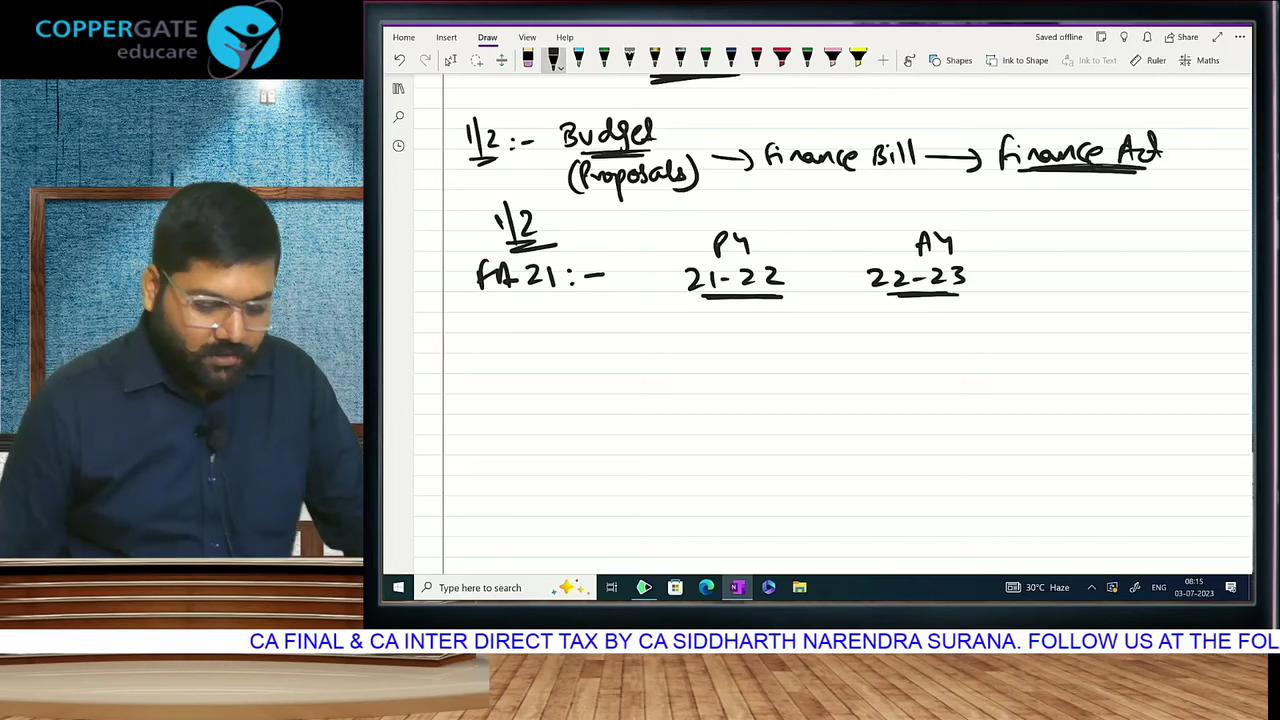 COPPERGATE
educare
Home Insert Draw View Help
Saved offline
Share
Shapes
Ink to Shape
Ink to Text
Ruler
Maths
1/2 :- Budget
(Proposals) → Finance Bill → Finance Act
1/2
PY AY
FA 21 :- 21-22 22-23
Type here to search
30°C Haze
ENG
08:15
03-07-2023
CA FINAL & CA INTER DIRECT TAX BY CA SIDDHARTH NARENDRA SURANA. FOLLOW US AT THE FOL